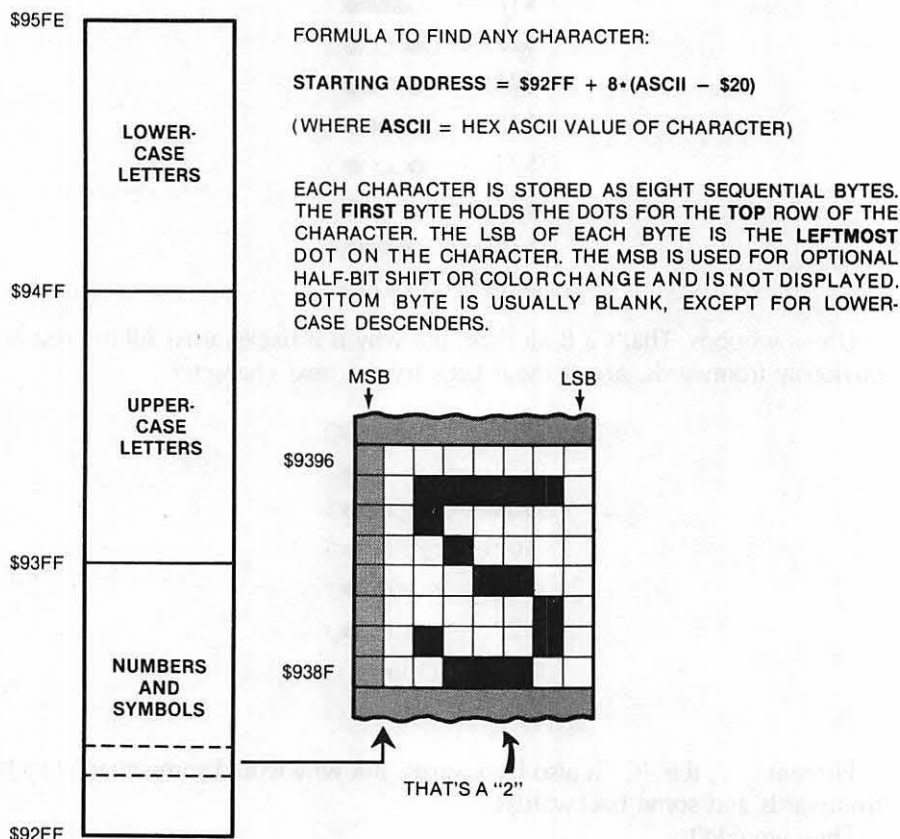 $95FE
LOWER-
CASE
LETTERS
$94FF
UPPER-
CASE
LETTERS
$93FF
NUMBERS
AND
SYMBOLS
$92FF
FORMULA TO FIND ANY CHARACTER:
STARTING ADDRESS = $92FF + 8*(ASCII – $20)
(WHERE ASCII = HEX ASCII VALUE OF CHARACTER)
EACH CHARACTER IS STORED AS EIGHT SEQUENTIAL BYTES.
THE FIRST BYTE HOLDS THE DOTS FOR THE TOP ROW OF THE
CHARACTER. THE LSB OF EACH BYTE IS THE LEFTMOST
DOT ON THE CHARACTER. THE MSB IS USED FOR OPTIONAL
HALF-BIT SHIFT OR COLOR CHANGE AND IS NOT DISPLAYED.
BOTTOM BYTE IS USUALLY BLANK, EXCEPT FOR LOWER-
CASE DESCENDERS.
MSB LSB
$9396
$938F
THAT'S A "2"